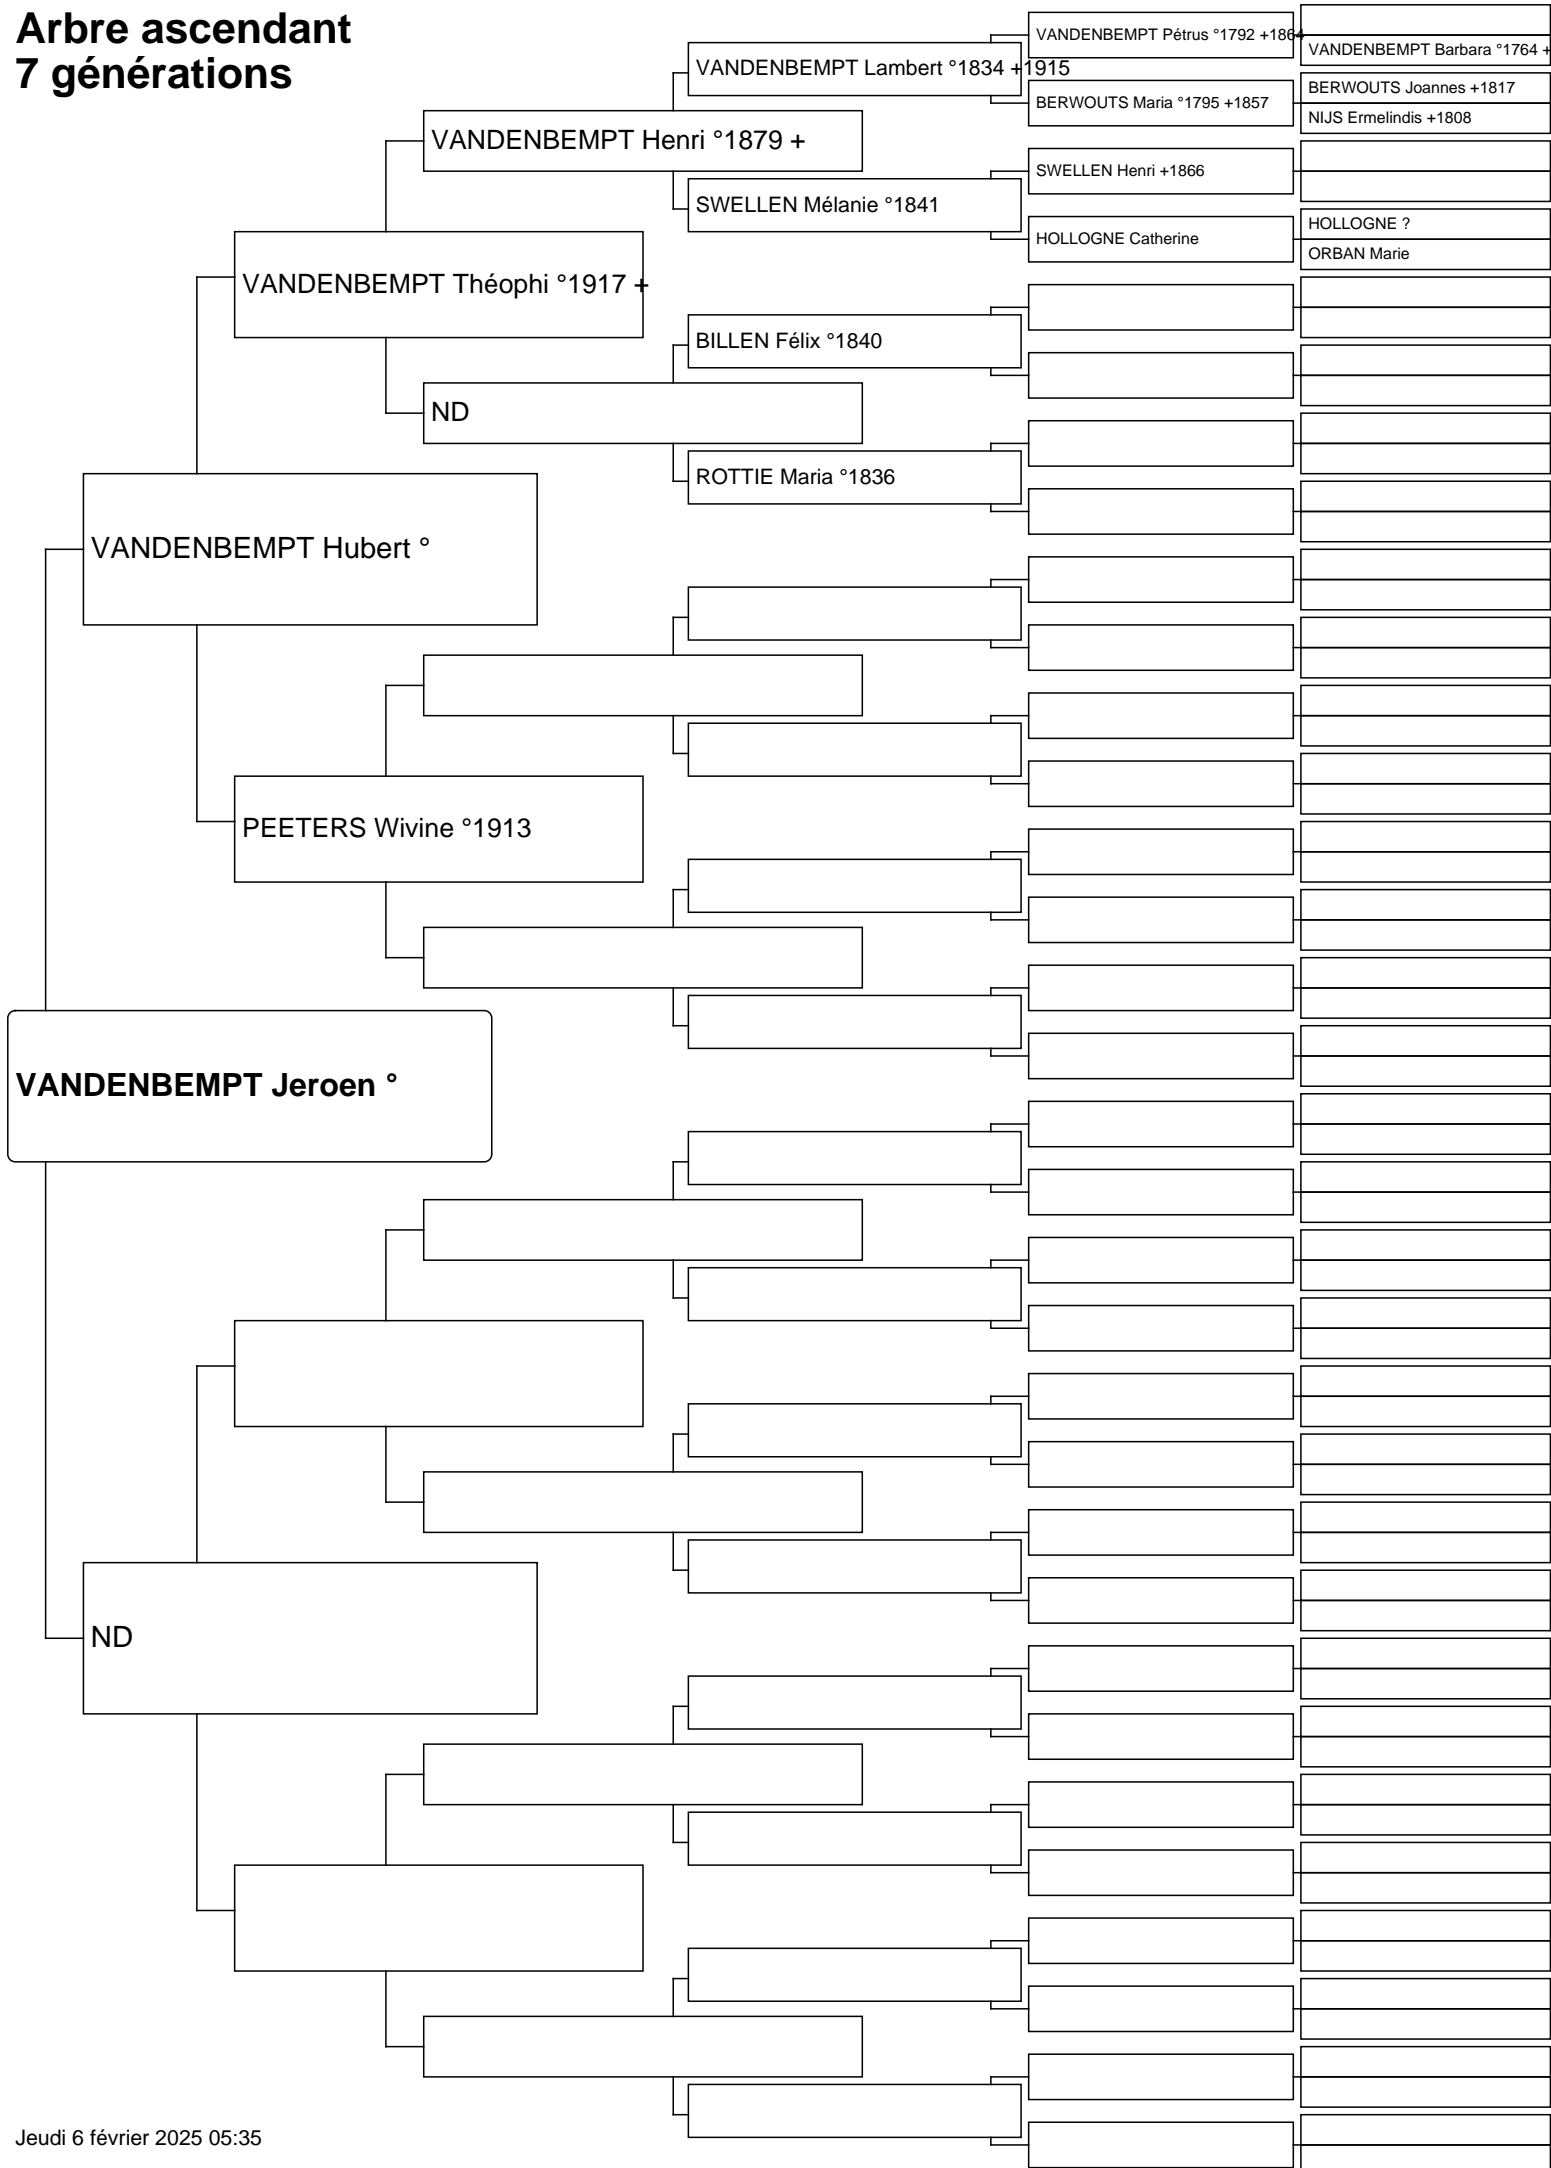 Arbre ascendant
7 générations
VANDENBEMPT Pétrus °1792 +1864
VANDENBEMPT Barbara °1764 +
VANDENBEMPT Lambert °1834 +1915
BERWOUTS Joannes +1817
BERWOUTS Maria °1795 +1857
NIJS Ermelindis +1808
VANDENBEMPT Henri °1879 +
SWELLEN Henri +1866
SWELLEN Mélanie °1841
HOLLOGNE ?
HOLLOGNE Catherine
ORBAN Marie
VANDENBEMPT Théophi °1917 +
BILLEN Félix °1840
ND
ROTTIE Maria °1836
VANDENBEMPT Hubert °
PEETERS Wivine °1913
VANDENBEMPT Jeroen °
ND
Jeudi 6 février 2025 05:35